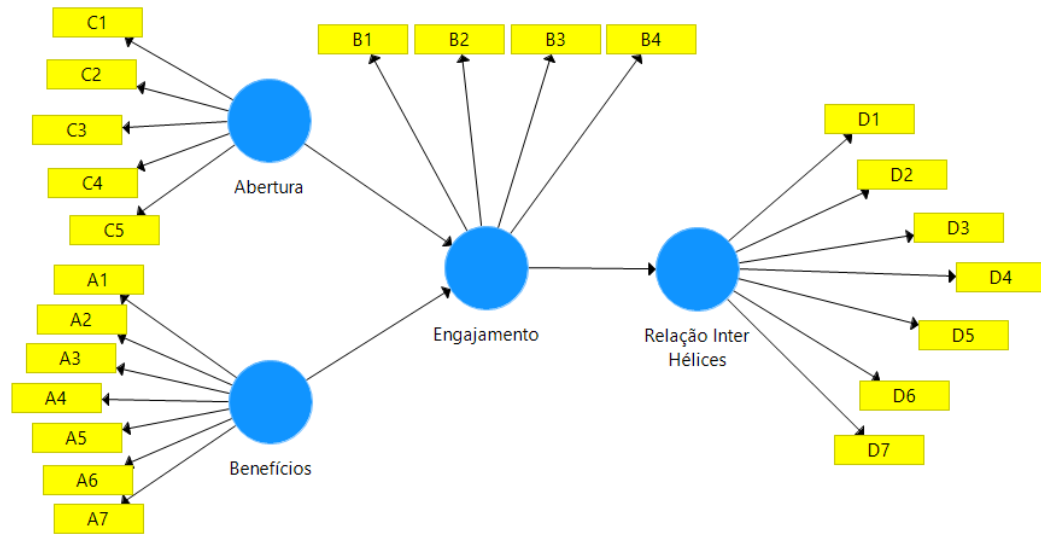 C1
C2
C3
C4
C5
Abertura
B1
B2
B3
B4
A1
A2
A3
A4
A5
A6
A7
Benefícios
Engajamento
Relação Inter
Hélices
D1
D2
D3
D4
D5
D6
D7